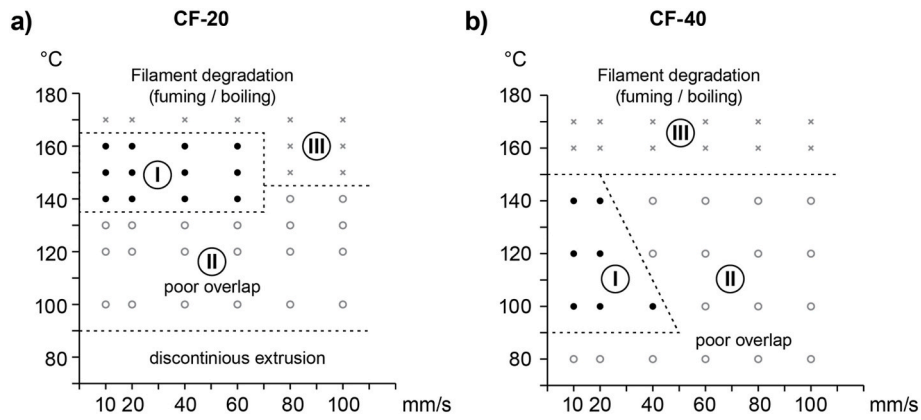 a)
CF-20
°C
Filament degradation
(fuming / boiling)
180
160
140
120
100
80
III
I
II
poor overlap
discontinious extrusion
10 20 40 60 80 100 mm/s
b)
CF-40
°C
Filament degradation
(fuming / boiling)
180
160
140
120
100
80
III
I
II
poor overlap
10 20 40 60 80 100 mm/s